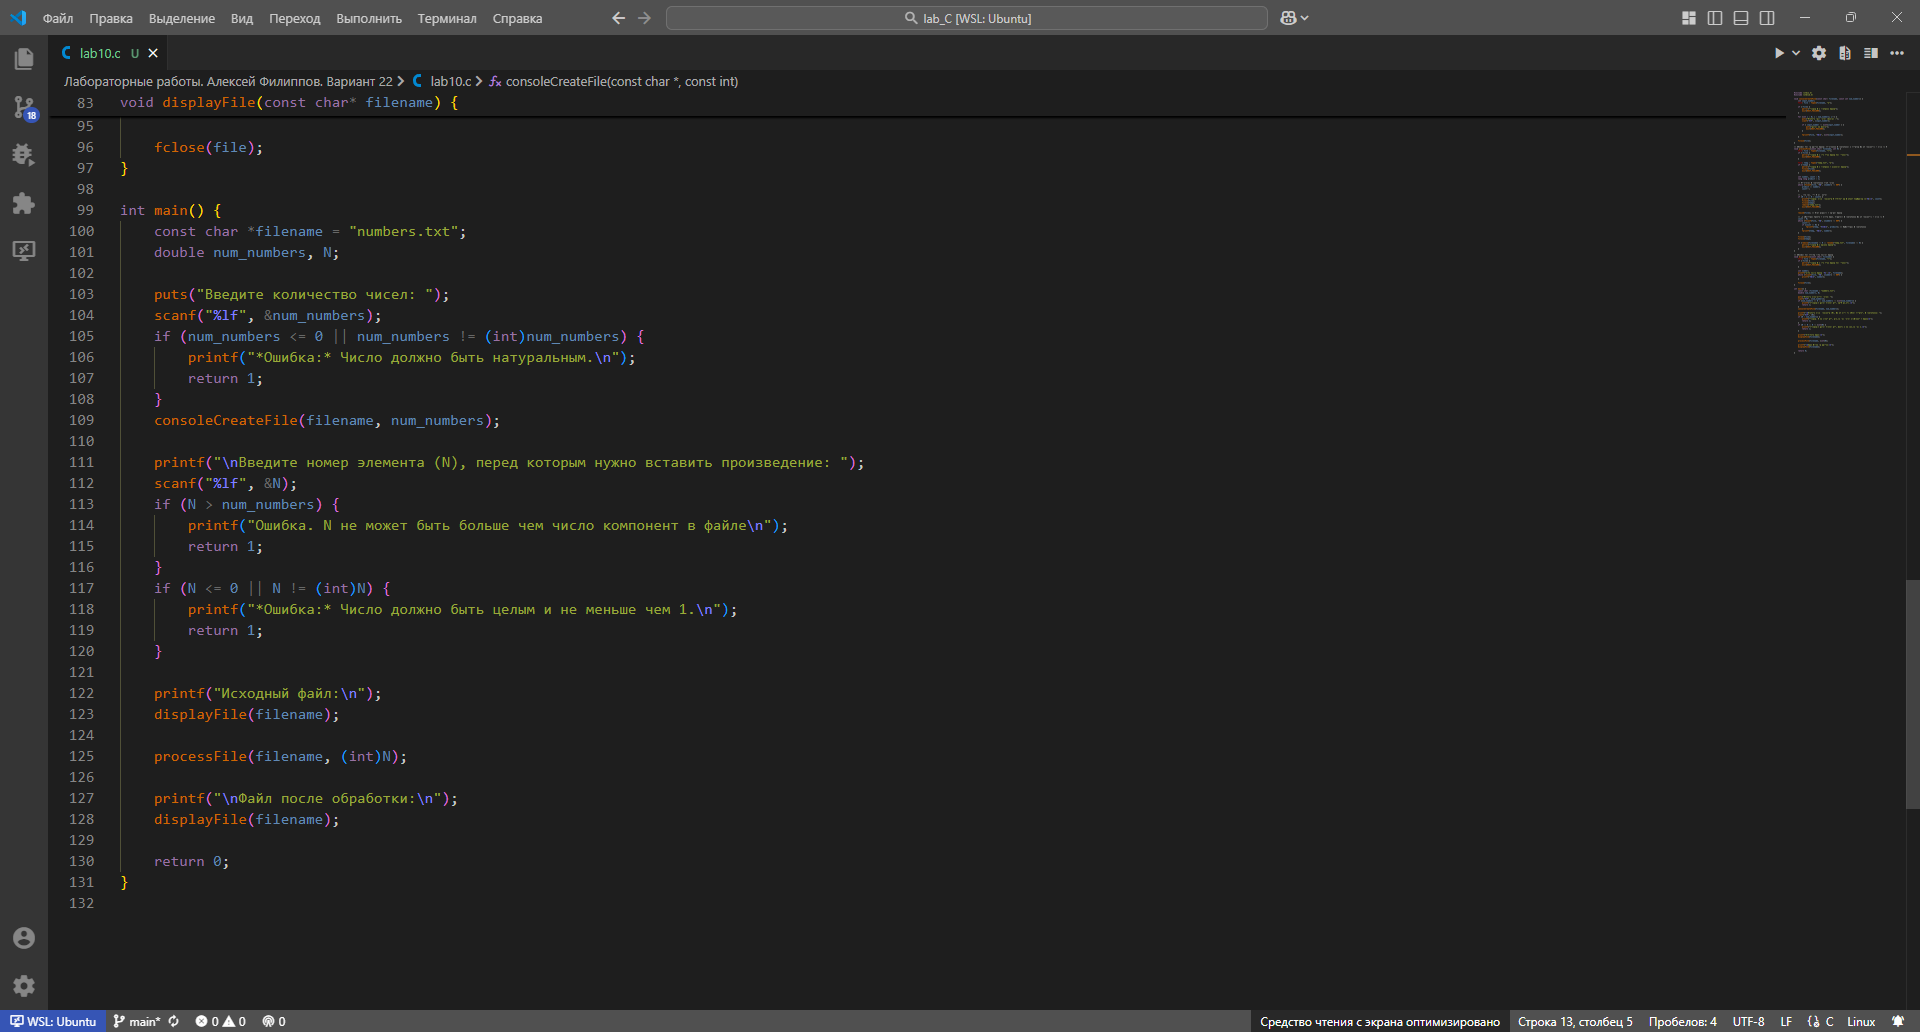 Файл Правка Выделение Вид Переход Выполнить Терминал Справка
lab_C [WSL: Ubuntu]
lab10.c U
Лабораторные работы. Алексей Филиппов. Вариант 22 > C lab10.c > consoleCreateFile(const char *, const int)
83 void displayFile(const char* filename) {
95
96 fclose(file);
97 }
98
99 int main() {
100 const char *filename = "numbers.txt";
101 double num_numbers, N;
102
103 puts("Введите количество чисел: ");
104 scanf("%lf", &num_numbers);
105 if (num_numbers <= 0 || num_numbers != (int)num_numbers) {
106 printf("*Ошибка:* Число должно быть натуральным.\n");
107 return 1;
108 }
109 consoleCreateFile(filename, num_numbers);
110
111 printf("\nВведите номер элемента (N), перед которым нужно вставить произведение: ");
112 scanf("%lf", &N);
113 if (N > num_numbers) {
114 printf("Ошибка. N не может быть больше чем число компонент в файле\n");
115 return 1;
116 }
117 if (N <= 0 || N != (int)N) {
118 printf("*Ошибка:* Число должно быть целым и не меньше чем 1.\n");
119 return 1;
120 }
121
122 printf("Исходный файл:\n");
123 displayFile(filename);
124
125 processFile(filename, (int)N);
126
127 printf("\nФайл после обработки:\n");
128 displayFile(filename);
129
130 return 0;
131 }
132
18
WSL: Ubuntu main* 0 0 0 Средство чтения с экрана оптимизировано Строка 13, столбец 5 Пробелов: 4 UTF-8 LF {} C Linux